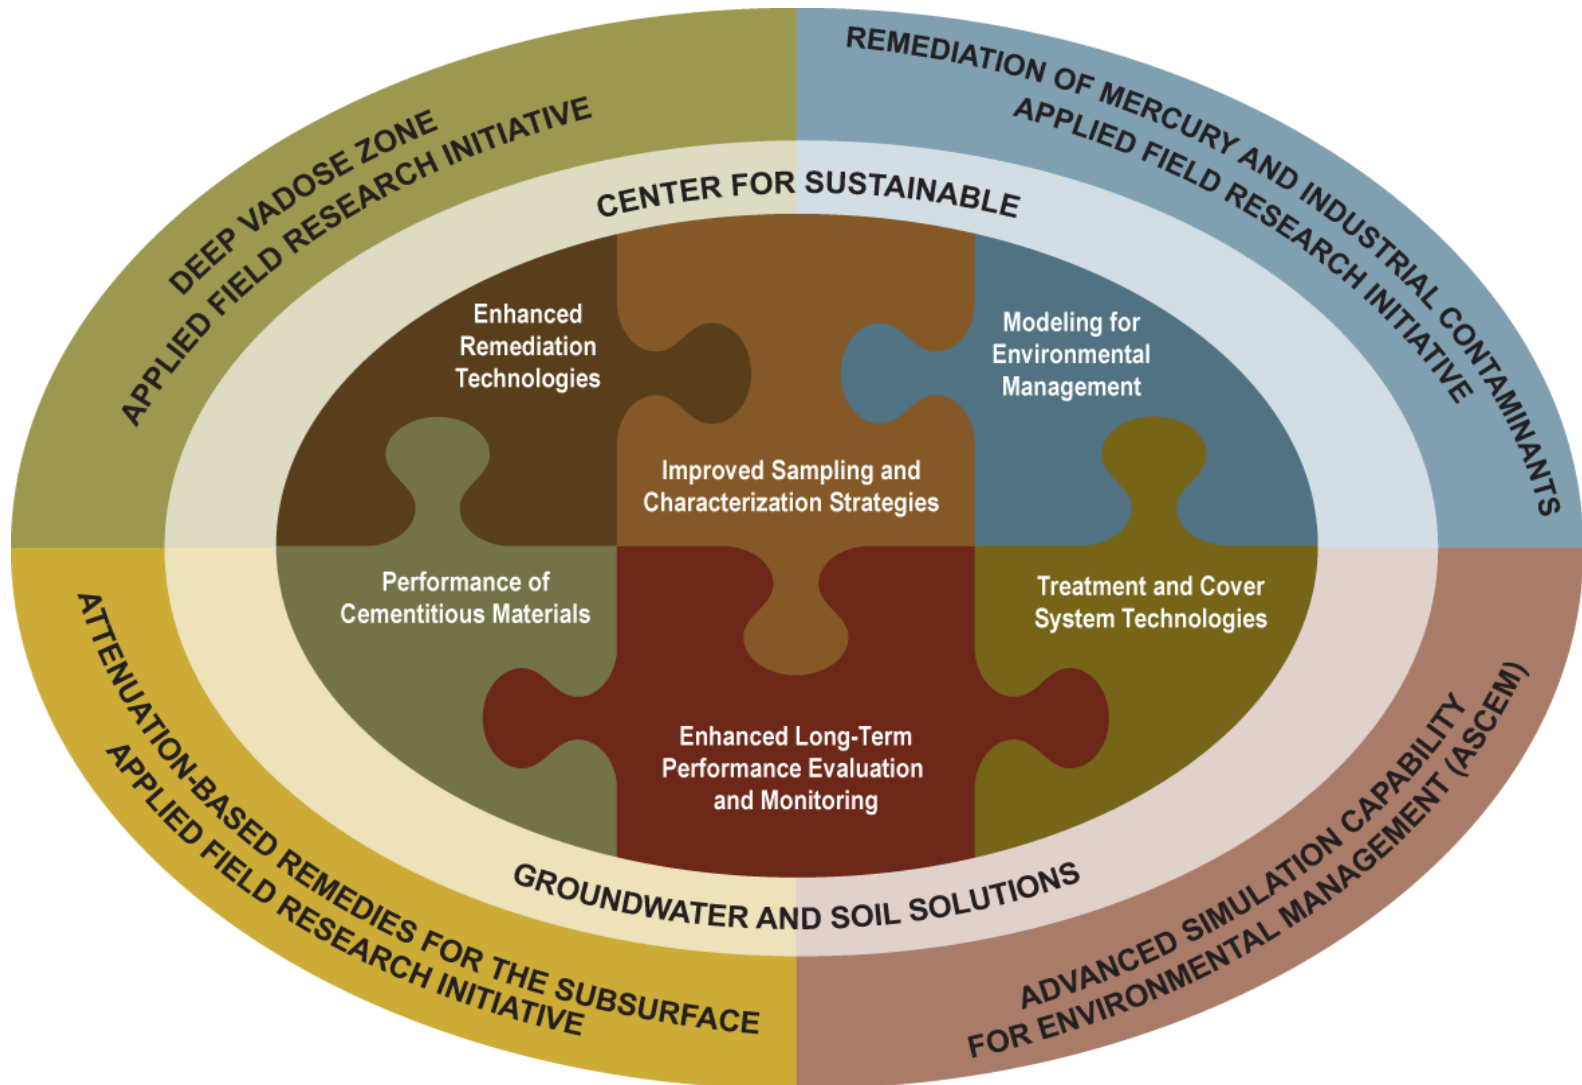 DEEP VADOSE ZONE
APPLIED FIELD RESEARCH INITIATIVE
REMEDIATION OF MERCURY AND INDUSTRIAL CONTAMINANTS
APPLIED FIELD RESEARCH INITIATIVE
CENTER FOR SUSTAINABLE
Enhanced
Remediation
Technologies
Modeling for
Environmental
Management
Improved Sampling and
Characterization Strategies
Performance of
Cementitious Materials
Treatment and Cover
System Technologies
Enhanced Long-Term
Performance Evaluation
and Monitoring
GROUNDWATER AND SOIL SOLUTIONS
ATTENUATION-BASED REMEDIES FOR THE SUBSURFACE
APPLIED FIELD RESEARCH INITIATIVE
ADVANCED SIMULATION CAPABILITY
FOR ENVIRONMENTAL MANAGEMENT (ASCEM)